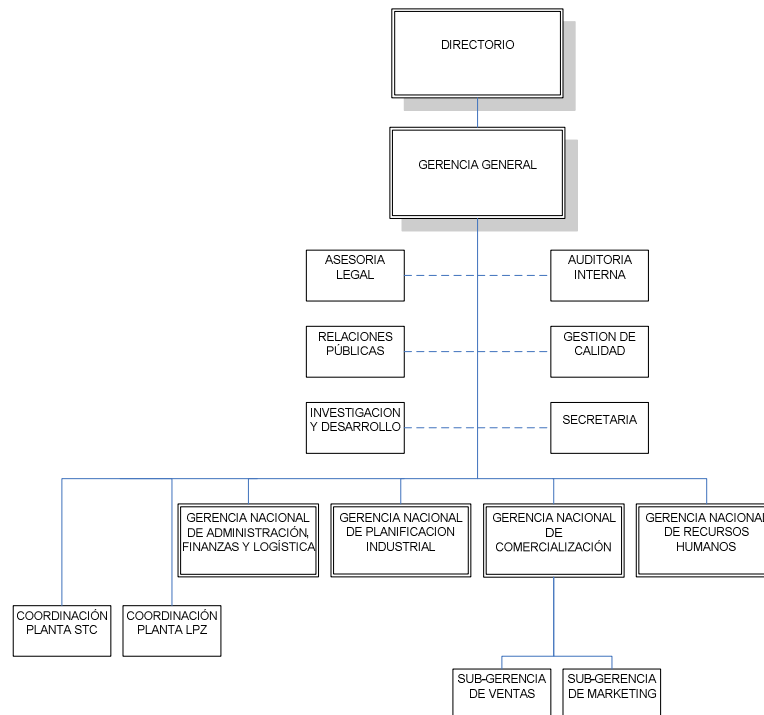 DIRECTORIO
GERENCIA GENERAL
ASESORIA
LEGAL
AUDITORIA
INTERNA
RELACIONES
PÚBLICAS
GESTION DE
CALIDAD
INVESTIGACION
Y DESARROLLO
SECRETARIA
GERENCIA NACIONAL
DE ADMINISTRACIÓN,
FINANZAS Y LOGÍSTICA
GERENCIA NACIONAL
DE PLANIFICACION
INDUSTRIAL
GERENCIA NACIONAL
DE
COMERCIALIZACIÓN
GERENCIA NACIONAL
DE RECURSOS
HUMANOS
COORDINACIÓN
PLANTA STC
COORDINACIÓN
PLANTA LPZ
SUB-GERENCIA
DE VENTAS
SUB-GERENCIA
DE MARKETING